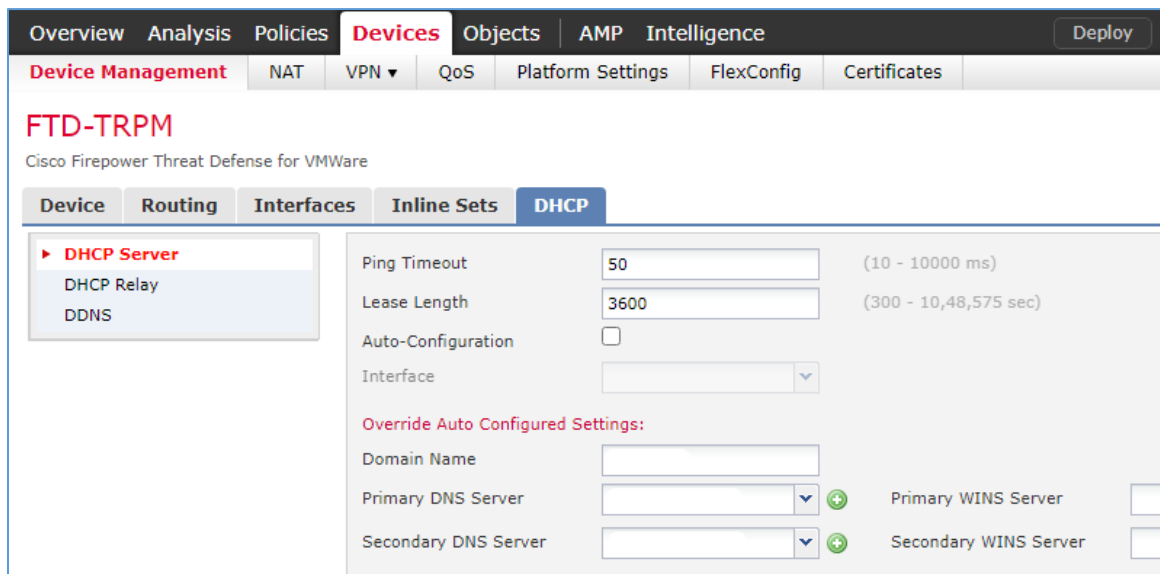 Overview Analysis Policies Devices Objects AMP Intelligence Deploy
Device Management NAT VPN ▼ QoS Platform Settings FlexConfig Certificates
FTD-TRPM
Cisco Firepower Threat Defense for VMWare
Device Routing Interfaces Inline Sets DHCP
DHCP Server
DHCP Relay
DDNS
Ping Timeout 50 (10 - 10000 ms)
Lease Length 3600 (300 - 10,48,575 sec)
Auto-Configuration
Interface
Override Auto Configured Settings:
Domain Name
Primary DNS Server Primary WINS Server
Secondary DNS Server Secondary WINS Server